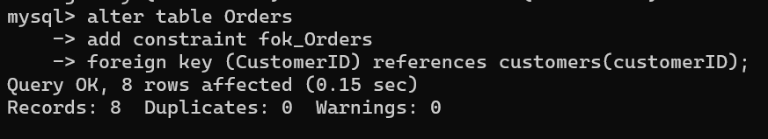 mysql> alter table Orders
    -> add constraint fok_Orders
    -> foreign key (CustomerID) references customers(customerID);
Query OK, 8 rows affected (0.15 sec)
Records: 8  Duplicates: 0  Warnings: 0